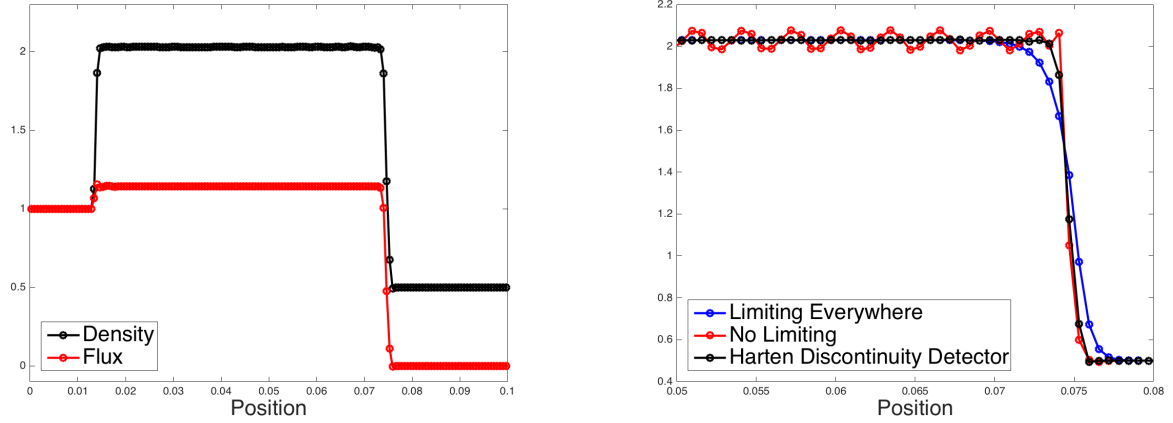 2
1.5
1
0.5
0
Density
Flux
0 0.01 0.02 0.03 0.04 0.05 0.06 0.07 0.08 0.09 0.1
Position
2.2
2
1.8
1.6
1.4
1.2
1
0.8
0.6
0.4
Limiting Everywhere
No Limiting
Harten Discontinuity Detector
0.05 0.055 0.06 0.065 0.07 0.075 0.08
Position